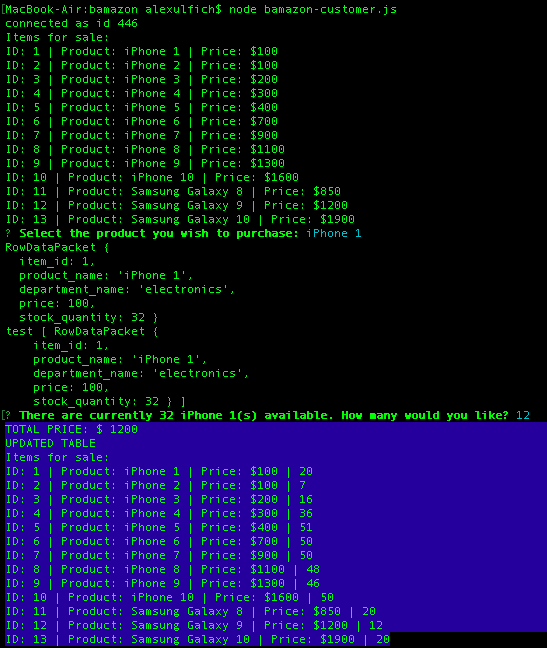 [MacBook-Air:bamazon alexulfich$ node bamazon-customer.js
connected as id 446
Items for sale:
ID: 1 | Product: iPhone 1 | Price: $100
ID: 2 | Product: iPhone 2 | Price: $100
ID: 3 | Product: iPhone 3 | Price: $200
ID: 4 | Product: iPhone 4 | Price: $300
ID: 5 | Product: iPhone 5 | Price: $400
ID: 6 | Product: iPhone 6 | Price: $700
ID: 7 | Product: iPhone 7 | Price: $900
ID: 8 | Product: iPhone 8 | Price: $1100
ID: 9 | Product: iPhone 9 | Price: $1300
ID: 10 | Product: iPhone 10 | Price: $1600
ID: 11 | Product: Samsung Galaxy 8 | Price: $850
ID: 12 | Product: Samsung Galaxy 9 | Price: $1200
ID: 13 | Product: Samsung Galaxy 10 | Price: $1900
? Select the product you wish to purchase: iPhone 1
RowDataPacket {
  item_id: 1,
  product_name: 'iPhone 1',
  department_name: 'electronics',
  price: 100,
  stock_quantity: 32 }
test [ RowDataPacket {
    item_id: 1,
    product_name: 'iPhone 1',
    department_name: 'electronics',
    price: 100,
    stock_quantity: 32 } ]
[? There are currently 32 iPhone 1(s) available. How many would you like? 12
TOTAL PRICE: $ 1200
UPDATED TABLE
Items for sale:
ID: 1 | Product: iPhone 1 | Price: $100 | 20
ID: 2 | Product: iPhone 2 | Price: $100 | 7
ID: 3 | Product: iPhone 3 | Price: $200 | 16
ID: 4 | Product: iPhone 4 | Price: $300 | 36
ID: 5 | Product: iPhone 5 | Price: $400 | 51
ID: 6 | Product: iPhone 6 | Price: $700 | 50
ID: 7 | Product: iPhone 7 | Price: $900 | 50
ID: 8 | Product: iPhone 8 | Price: $1100 | 48
ID: 9 | Product: iPhone 9 | Price: $1300 | 46
ID: 10 | Product: iPhone 10 | Price: $1600 | 50
ID: 11 | Product: Samsung Galaxy 8 | Price: $850 | 20
ID: 12 | Product: Samsung Galaxy 9 | Price: $1200 | 12
ID: 13 | Product: Samsung Galaxy 10 | Price: $1900 | 20